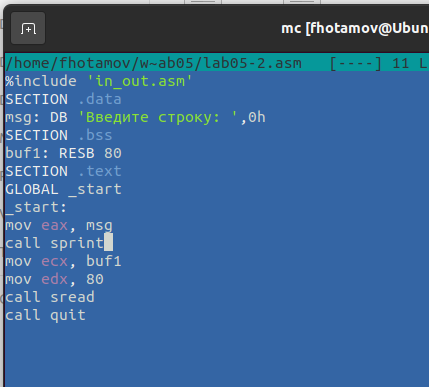 mc [fhotamov@Ubun
/home/fhotamov/w~ab05/lab05-2.asm   [----] 11 L
%include 'in_out.asm'
SECTION .data
msg: DB 'Введите строку: ',0h
SECTION .bss
buf1: RESB 80
SECTION .text
GLOBAL _start
_start:
mov eax, msg
call sprint
mov ecx, buf1
mov edx, 80
call sread
call quit